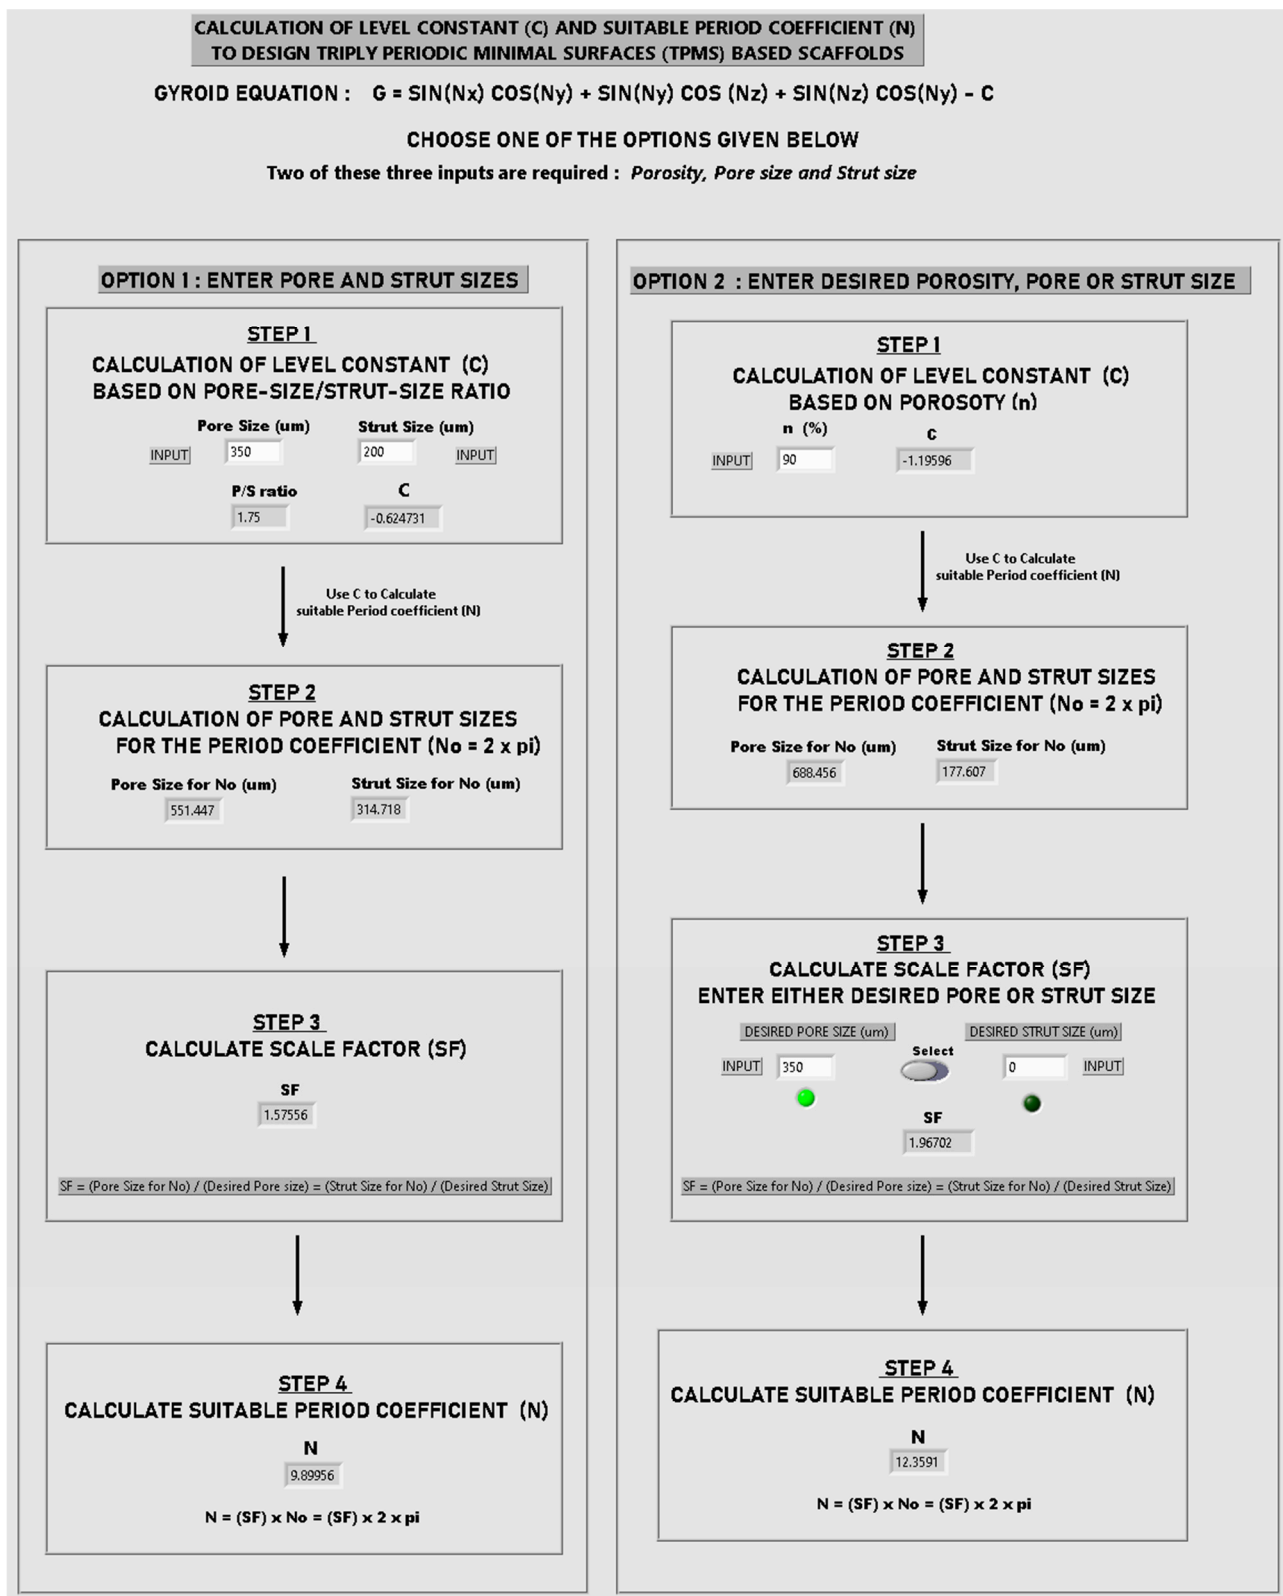 CALCULATION OF LEVEL CONSTANT (C) AND SUITABLE PERIOD COEFFICIENT (N)
TO DESIGN TRIPLY PERIODIC MINIMAL SURFACES (TPMS) BASED SCAFFOLDS
GYROID EQUATION : G = SIN(Nx) COS(Ny) + SIN(Ny) COS (Nz) + SIN(Nz) COS(Ny) - C
CHOOSE ONE OF THE OPTIONS GIVEN BELOW
Two of these three inputs are required : Porosity, Pore size and Strut size
OPTION 1 : ENTER PORE AND STRUT SIZES
STEP 1
CALCULATION OF LEVEL CONSTANT (C)
BASED ON PORE-SIZE/STRUT-SIZE RATIO
Pore Size (um) Strut Size (um)
INPUT 350 200 INPUT
P/S ratio C
1.75 -0.624731
Use C to Calculate
suitable Period coefficient (N)
STEP 2
CALCULATION OF PORE AND STRUT SIZES
FOR THE PERIOD COEFFICIENT (No = 2 x pi)
Pore Size for No (um) Strut Size for No (um)
551.447 314.718
STEP 3
CALCULATE SCALE FACTOR (SF)
SF
1.57556
SF = (Pore Size for No) / (Desired Pore size) = (Strut Size for No) / (Desired Strut Size)
STEP 4
CALCULATE SUITABLE PERIOD COEFFICIENT (N)
N
9.89956
N = (SF) x No = (SF) x 2 x pi
OPTION 2 : ENTER DESIRED POROSITY, PORE OR STRUT SIZE
STEP 1
CALCULATION OF LEVEL CONSTANT (C)
BASED ON POROSOTY (n)
n (%) C
INPUT 90 -1.19596
Use C to Calculate
suitable Period coefficient (N)
STEP 2
CALCULATION OF PORE AND STRUT SIZES
FOR THE PERIOD COEFFICIENT (No = 2 x pi)
Pore Size for No (um) Strut Size for No (um)
688.456 177.607
STEP 3
CALCULATE SCALE FACTOR (SF)
ENTER EITHER DESIRED PORE OR STRUT SIZE
DESIRED PORE SIZE (um) DESIRED STRUT SIZE (um)
Select
INPUT 350 0 INPUT
SF
1.96702
SF = (Pore Size for No) / (Desired Pore size) = (Strut Size for No) / (Desired Strut Size)
STEP 4
CALCULATE SUITABLE PERIOD COEFFICIENT (N)
N
12.3591
N = (SF) x No = (SF) x 2 x pi